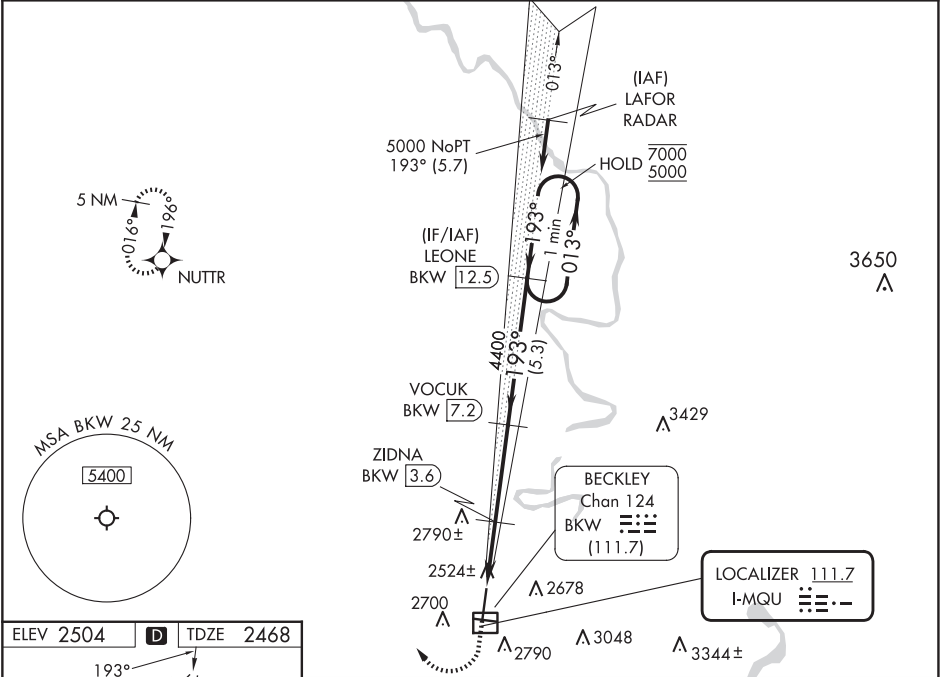 013°
(IAF)
LAFOR
RADAR
5000 NoPT
193° (5.7)
HOLD 7000
5000
5 NM
016°
196°
NUTTR
193°
1 min
013°
(IF/IAF)
LEONE
BKW 12.5
3650
4400
193°
(5.3)
VOCUK
BKW 7.2
3429
MSA BKW 25 NM
5400
ZIDNA
BKW 3.6
2790±
BECKLEY
Chan 124
BKW
(111.7)
2524±
2678
LOCALIZER 111.7
I-MQU
2700
2790
3048
3344±
ELEV 2504 D TDZE 2468
193°